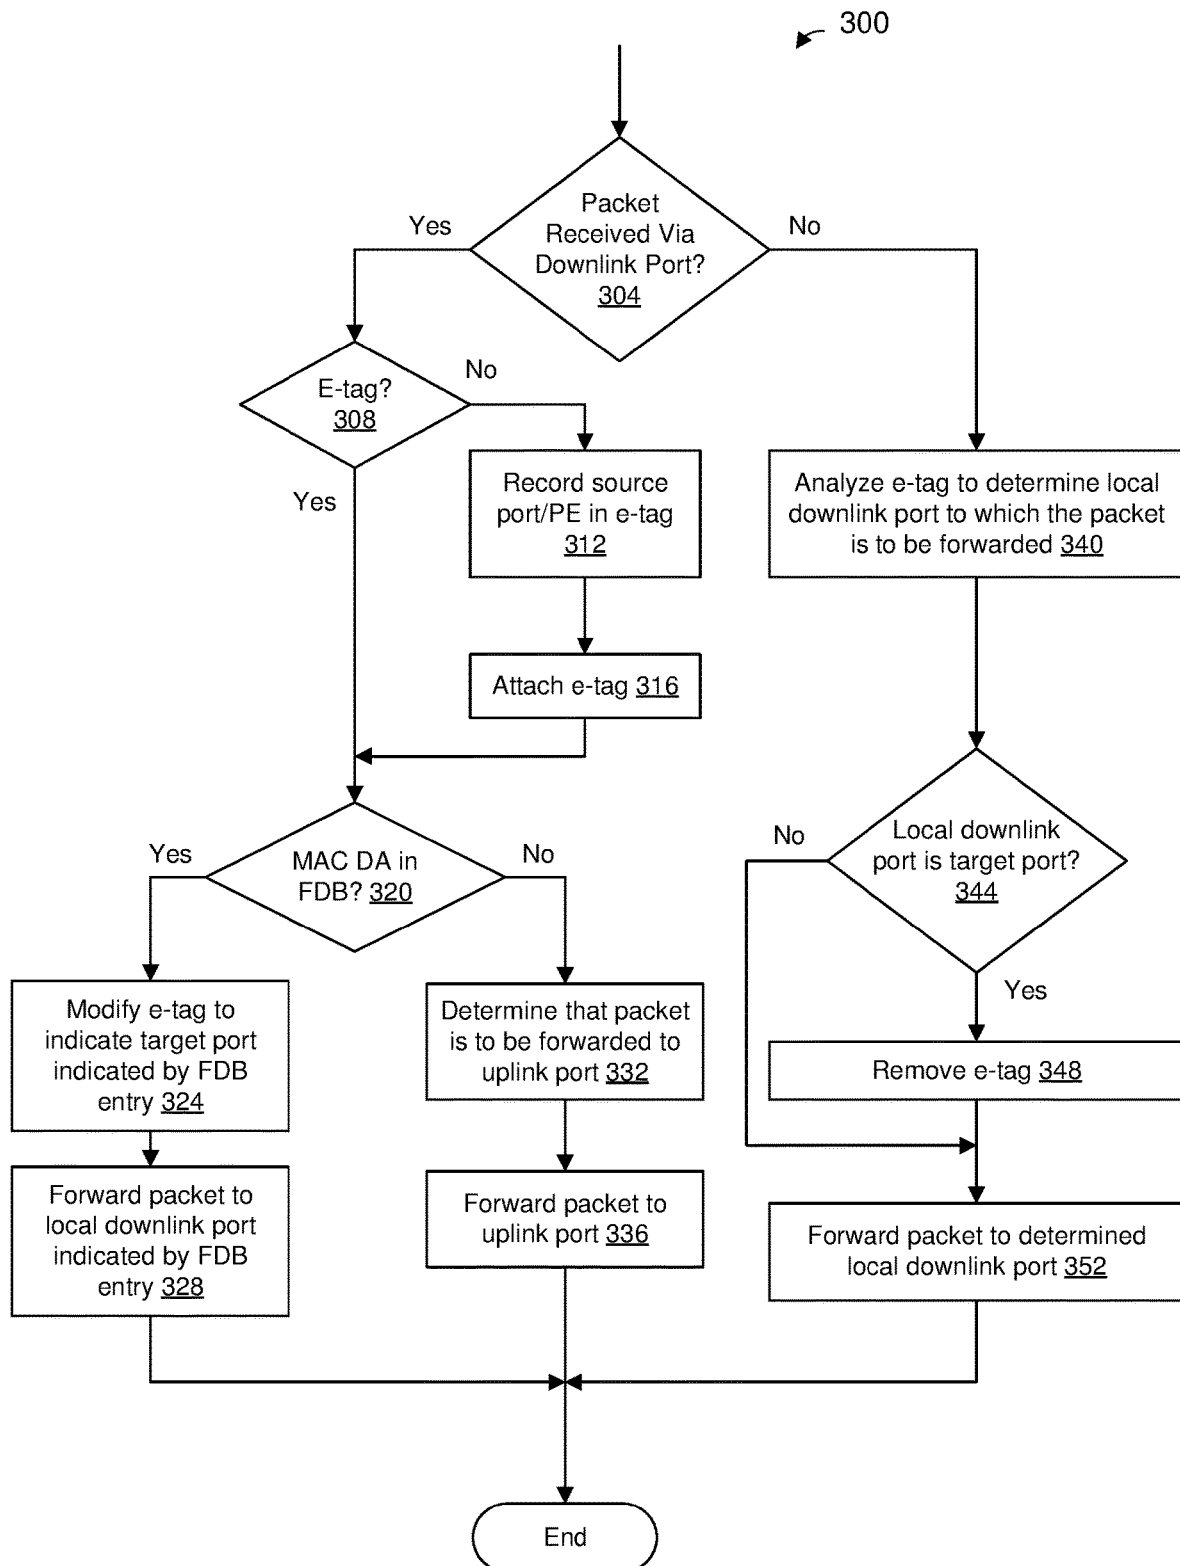 300
Packet
Received Via
Downlink Port?
304
Yes
No
E-tag?
308
No
Yes
Record source
port/PE in e-tag
312
Analyze e-tag to determine local
downlink port to which the packet
is to be forwarded 340
Attach e-tag 316
MAC DA in
FDB? 320
Yes
No
Local downlink
port is target port?
344
No
Yes
Modify e-tag to
indicate target port
indicated by FDB
entry 324
Determine that packet
is to be forwarded to
uplink port 332
Remove e-tag 348
Forward packet to
local downlink port
indicated by FDB
entry 328
Forward packet to
uplink port 336
Forward packet to determined
local downlink port 352
End